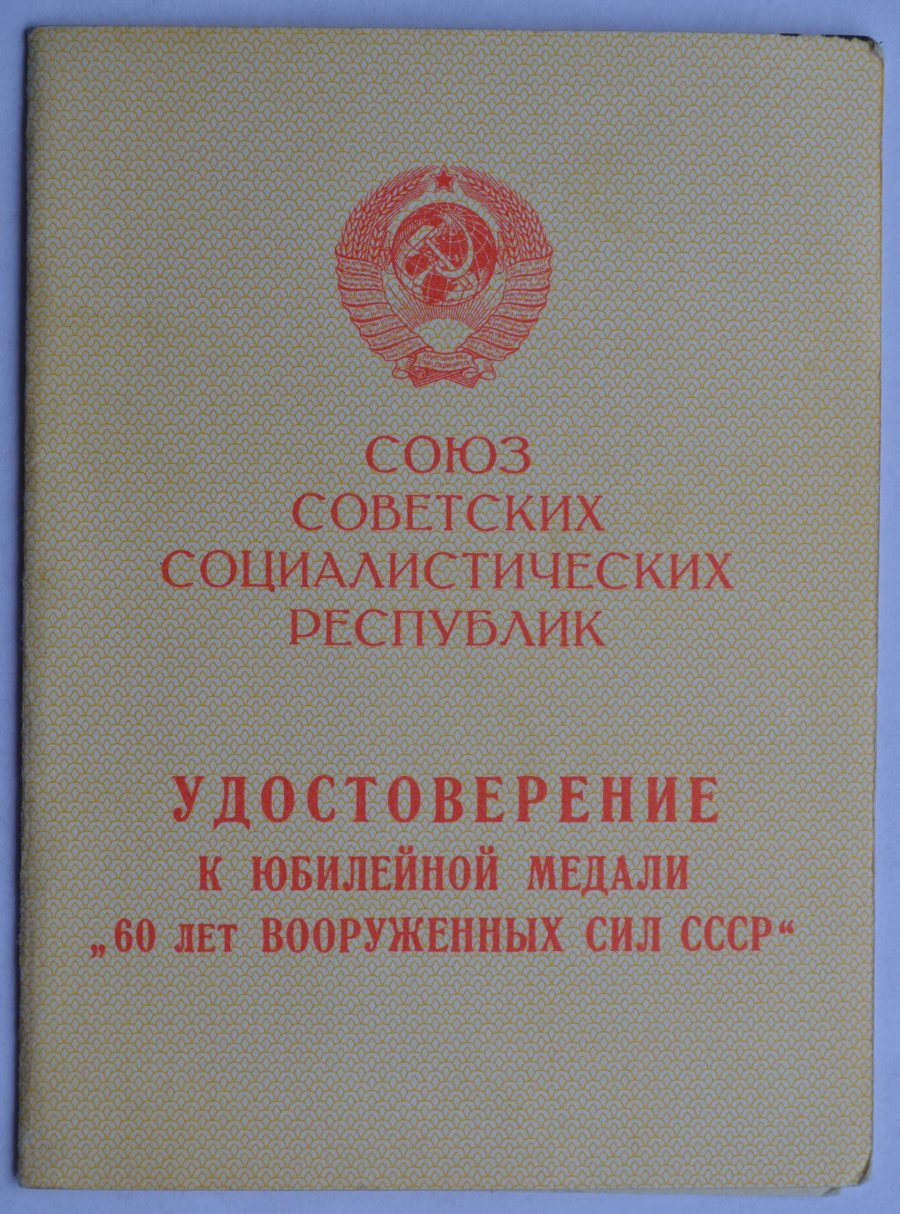 СОЮЗ
СОВЕТСКИХ
СОЦИАЛИСТИЧЕСКИХ
РЕСПУБЛИК
УДОСТОВЕРЕНИЕ
К ЮБИЛЕЙНОЙ МЕДАЛИ
„60 ЛЕТ ВООРУЖЕННЫХ СИЛ СССР“